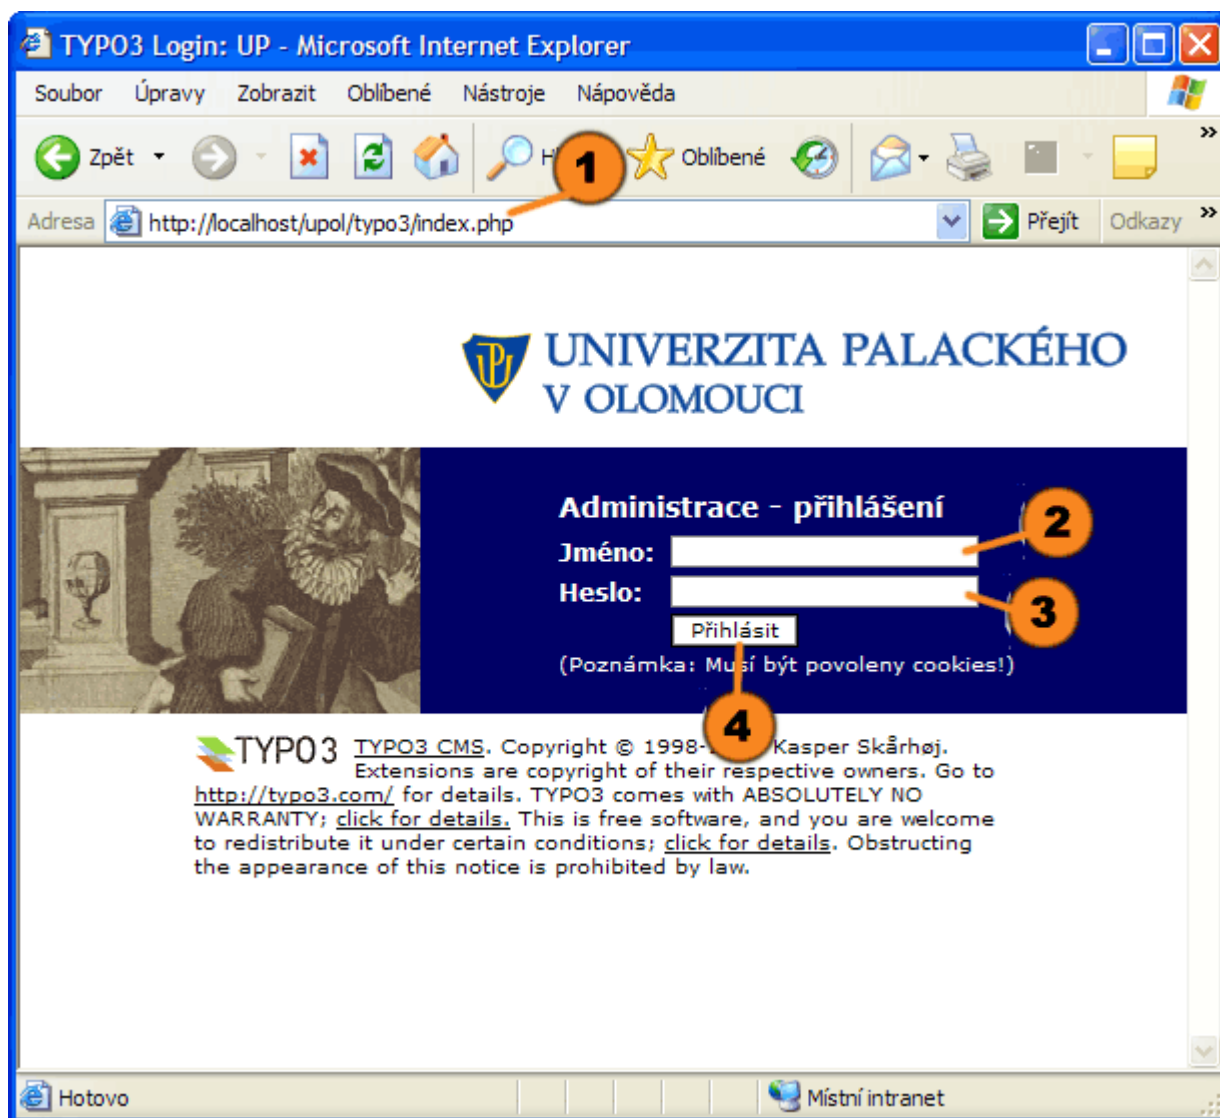 TYPO3 Login: UP - Microsoft Internet Explorer
Soubor Úpravy Zobrazit Oblíbené Nástroje Nápověda
Zpět Oblíbené »
1
Adresa http://localhost/upol/typo3/index.php Přejít Odkazy »
UNIVERZITA PALACKÉHO
V OLOMOUCI
Administrace - přihlášení
2
Jméno:
Heslo:
3
Přihlásit
(Poznámka: Musí být povoleny cookies!)
4
TYPO3 TYPO3 CMS. Copyright © 1998- Kasper Skårhøj.
Extensions are copyright of their respective owners. Go to
http://typo3.com/ for details. TYPO3 comes with ABSOLUTELY NO
WARRANTY; click for details. This is free software, and you are welcome
to redistribute it under certain conditions; click for details. Obstructing
the appearance of this notice is prohibited by law.
Hotovo Místní intranet